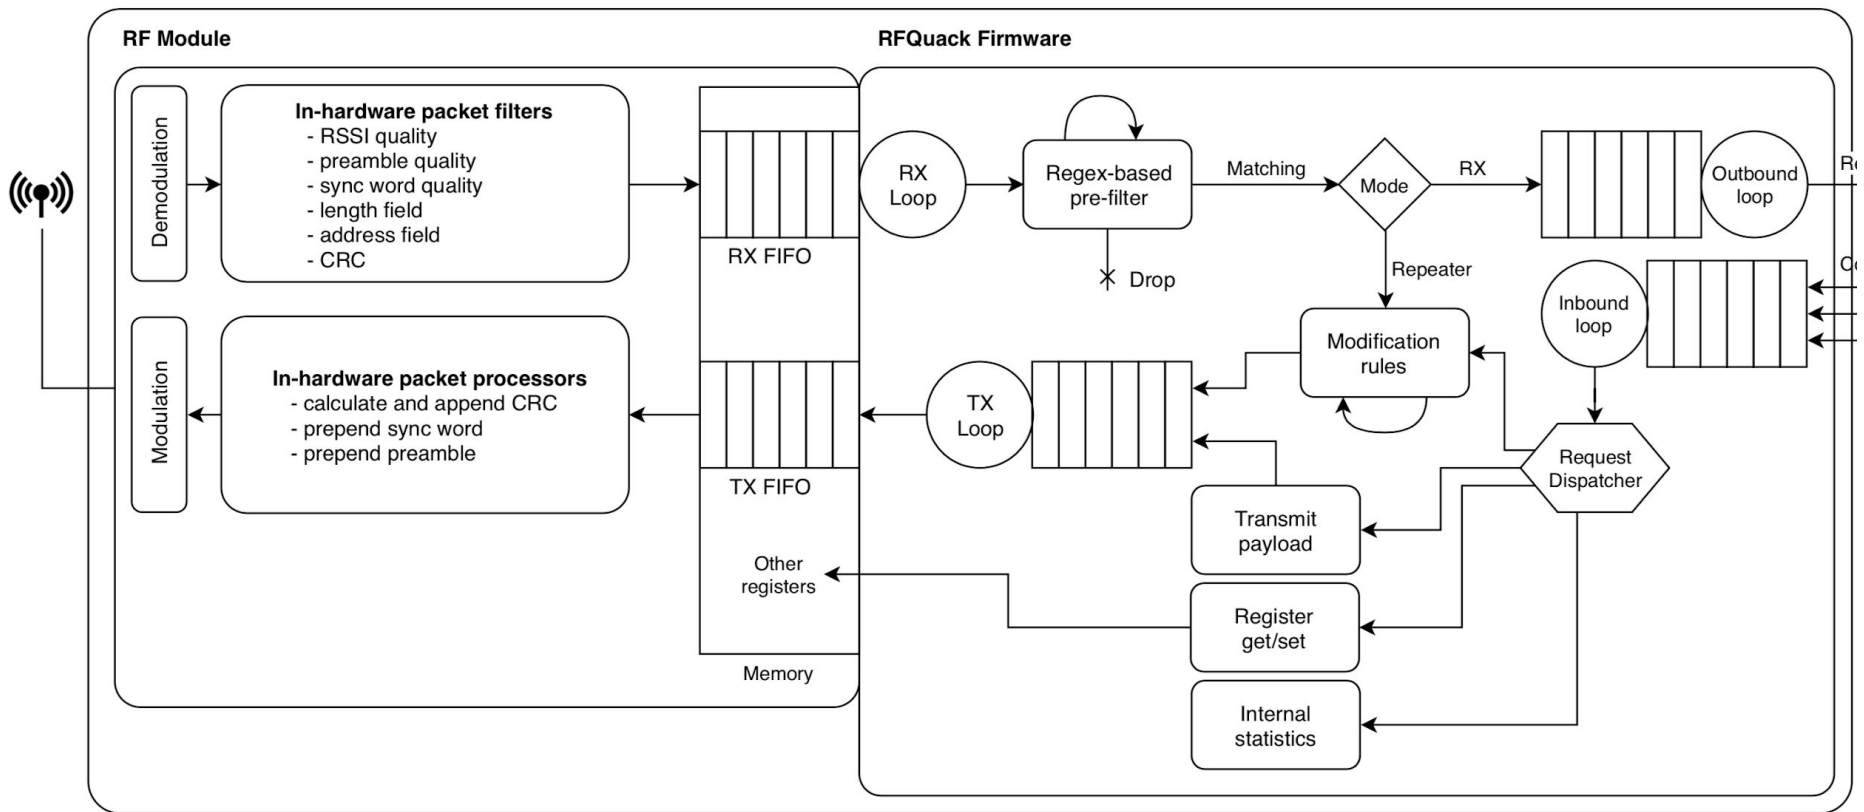 RF Module
RFQuack Firmware
Demodulation
In-hardware packet filters
- RSSI quality
- preamble quality
- sync word quality
- length field
- address field
- CRC
RX FIFO
RX
Loop
Regex-based
pre-filter
Matching
Drop
Mode
RX
Repeater
Outbound
loop
Re
Inbound
loop
Co
Modulation
In-hardware packet processors
- calculate and append CRC
- prepend sync word
- prepend preamble
TX FIFO
TX
Loop
Modification
rules
Request
Dispatcher
Transmit
payload
Other
registers
Register
get/set
Memory
Internal
statistics